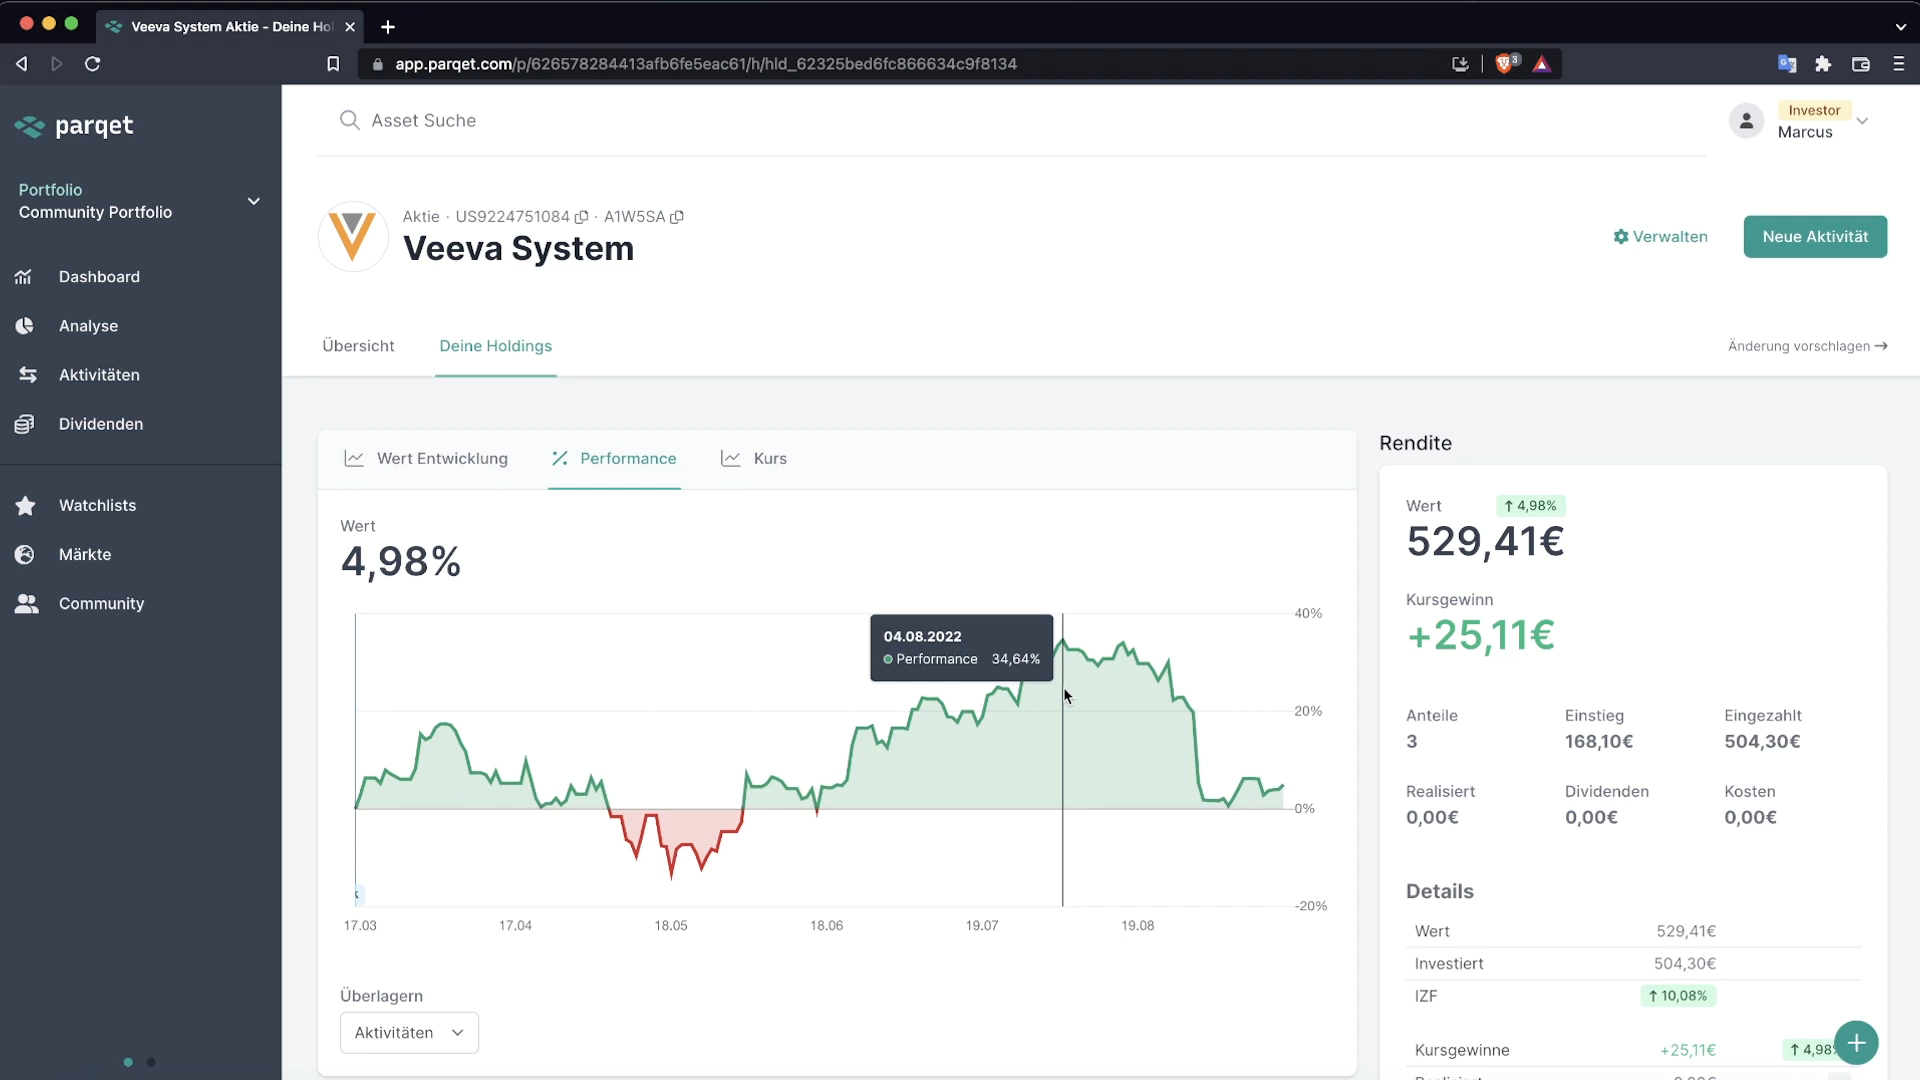 Veeva System Aktie - Deine Hol
app.parqet.com/p/626578284413afb6fe5eac61/h/hld_62325bed6fc866634c9f8134
3
parqet
Asset Suche
Investor
Marcus
Portfolio
Community Portfolio
Aktie · US9224751084 · A1W5SA
Veeva System
Verwalten
Neue Aktivität
Dashboard
Analyse
Aktivitäten
Dividenden
Watchlists
Märkte
Community
Übersicht
Deine Holdings
Änderung vorschlagen →
Wert Entwicklung
Performance
Kurs
Wert
4,98%
04.08.2022
Performance 34,64%
40%
20%
0%
-20%
17.03
17.04
18.05
18.06
19.07
19.08
Überlagern
Aktivitäten
Rendite
Wert ↑ 4,98%
529,41€
Kursgewinn
+25,11€
Anteile Einstieg Eingezahlt
3 168,10€ 504,30€
Realisiert Dividenden Kosten
0,00€ 0,00€ 0,00€
Details
Wert 529,41€
Investiert 504,30€
IZF ↑ 10,08%
Kursgewinne +25,11€ ↑ 4,98%